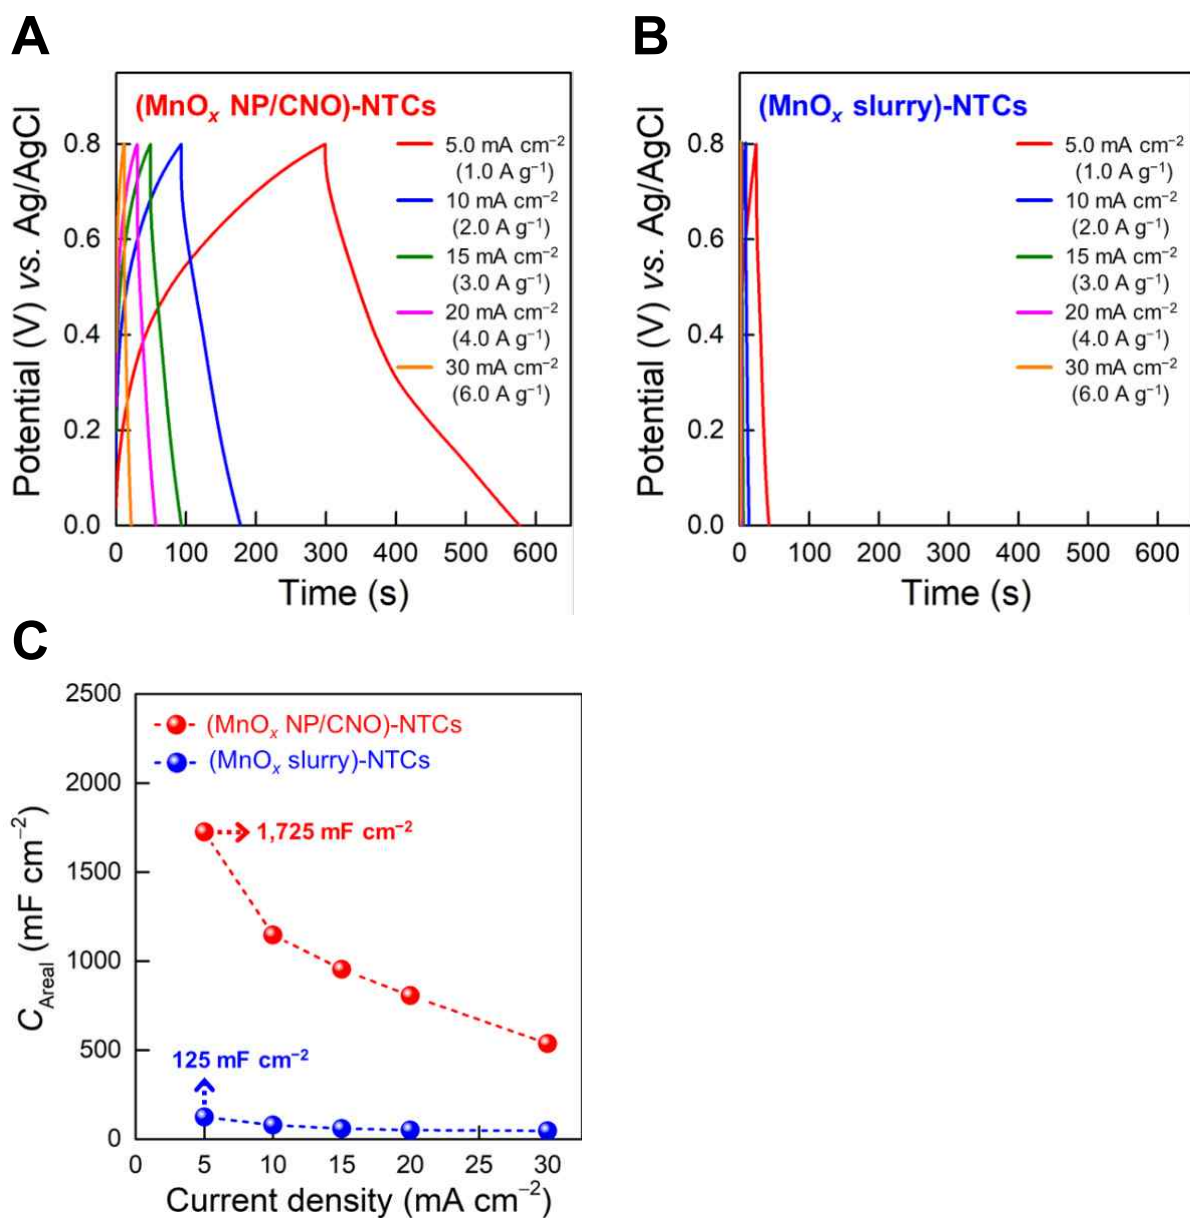 A
(MnOₓ NP/CNO)-NTCs
5.0 mA cm⁻²
(1.0 A g⁻¹)
10 mA cm⁻²
(2.0 A g⁻¹)
15 mA cm⁻²
(3.0 A g⁻¹)
20 mA cm⁻²
(4.0 A g⁻¹)
30 mA cm⁻²
(6.0 A g⁻¹)
Potential (V) vs. Ag/AgCl
0.8
0.6
0.4
0.2
0.0
0 100 200 300 400 500 600
Time (s)
B
(MnOₓ slurry)-NTCs
5.0 mA cm⁻²
(1.0 A g⁻¹)
10 mA cm⁻²
(2.0 A g⁻¹)
15 mA cm⁻²
(3.0 A g⁻¹)
20 mA cm⁻²
(4.0 A g⁻¹)
30 mA cm⁻²
(6.0 A g⁻¹)
Potential (V) vs. Ag/AgCl
0.8
0.6
0.4
0.2
0.0
0 100 200 300 400 500 600
Time (s)
C
(MnOₓ NP/CNO)-NTCs
(MnOₓ slurry)-NTCs
1,725 mF cm⁻²
125 mF cm⁻²
C Areal (mF cm⁻²)
2500
2000
1500
1000
500
0
0 5 10 15 20 25 30
Current density (mA cm⁻²)